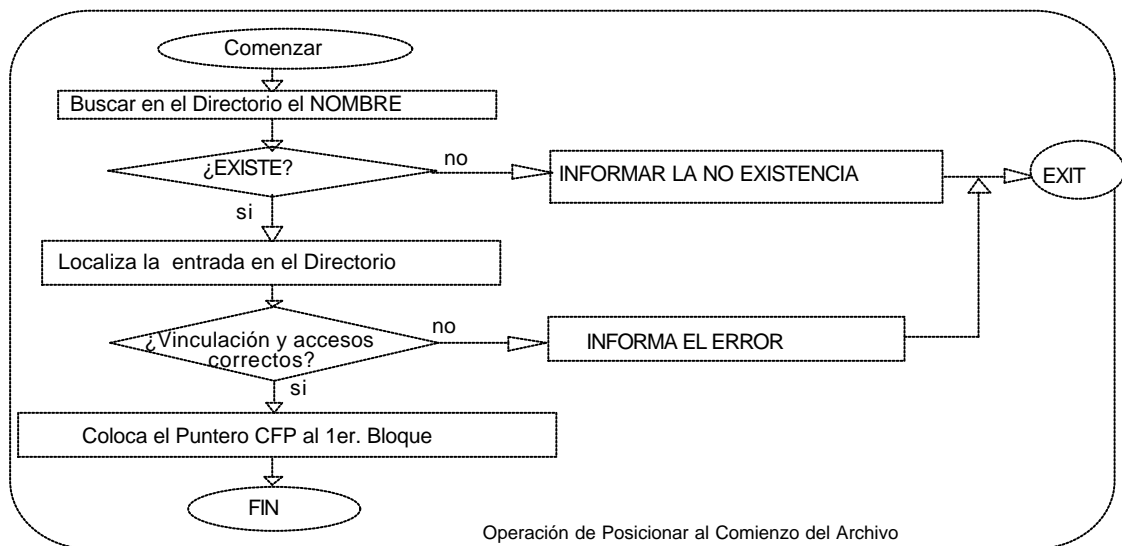 Comenzar
Buscar en el Directorio el NOMBRE
¿EXISTE?
no
INFORMAR LA NO EXISTENCIA
EXIT
si
Localiza la entrada en el Directorio
¿Vinculación y accesos
correctos?
no
INFORMA EL ERROR
si
Coloca el Puntero CFP al 1er. Bloque
FIN
Operación de Posicionar al Comienzo del Archivo